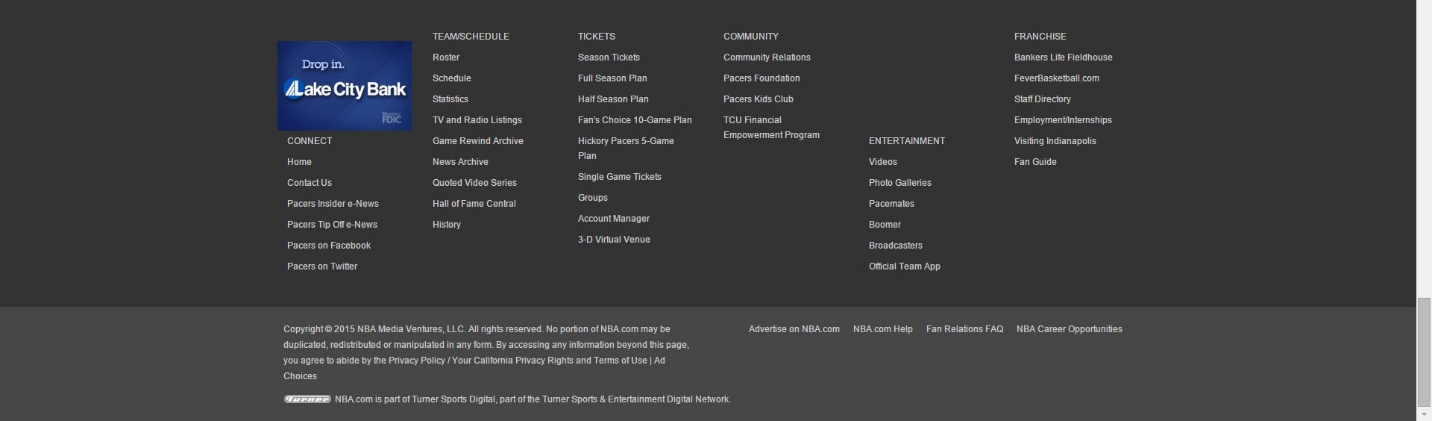 Drop in.
Lake City Bank
Member
FDIC
CONNECT
Home
Contact Us
Pacers Insider e-News
Pacers Tip Off e-News
Pacers on Facebook
Pacers on Twitter
TEAM/SCHEDULE
Roster
Schedule
Statistics
TV and Radio Listings
Game Rewind Archive
News Archive
Quoted Video Series
Hall of Fame Central
History
TICKETS
Season Tickets
Full Season Plan
Half Season Plan
Fan's Choice 10-Game Plan
Hickory Pacers 5-Game
Plan
Single Game Tickets
Groups
Account Manager
3-D Virtual Venue
COMMUNITY
Community Relations
Pacers Foundation
Pacers Kids Club
TCU Financial
Empowerment Program
ENTERTAINMENT
Videos
Photo Galleries
Pacemates
Boomer
Broadcasters
Official Team App
FRANCHISE
Bankers Life Fieldhouse
FeverBasketball.com
Staff Directory
Employment/Internships
Visiting Indianapolis
Fan Guide
Copyright © 2015 NBA Media Ventures, LLC. All rights reserved. No portion of NBA.com may be
duplicated, redistributed or manipulated in any form. By accessing any information beyond this page,
you agree to abide by the Privacy Policy / Your California Privacy Rights and Terms of Use | Ad
Choices
Turner NBA.com is part of Turner Sports Digital, part of the Turner Sports & Entertainment Digital Network.
Advertise on NBA.com NBA.com Help Fan Relations FAQ NBA Career Opportunities